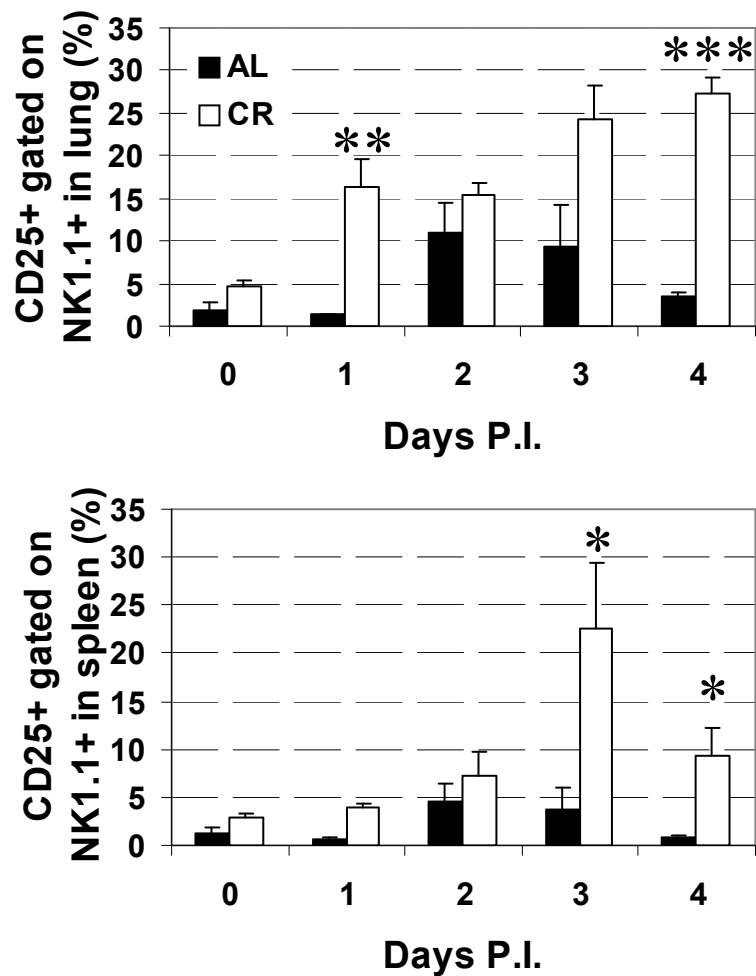 CD25+ gated on
NK1.1+ in lung (%)
35
30
25
20
15
10
5
0
AL
CR
**
***
0 1 2 3 4
Days P.I.
CD25+ gated on
NK1.1+ in spleen (%)
35
30
25
20
15
10
5
0
*
*
0 1 2 3 4
Days P.I.